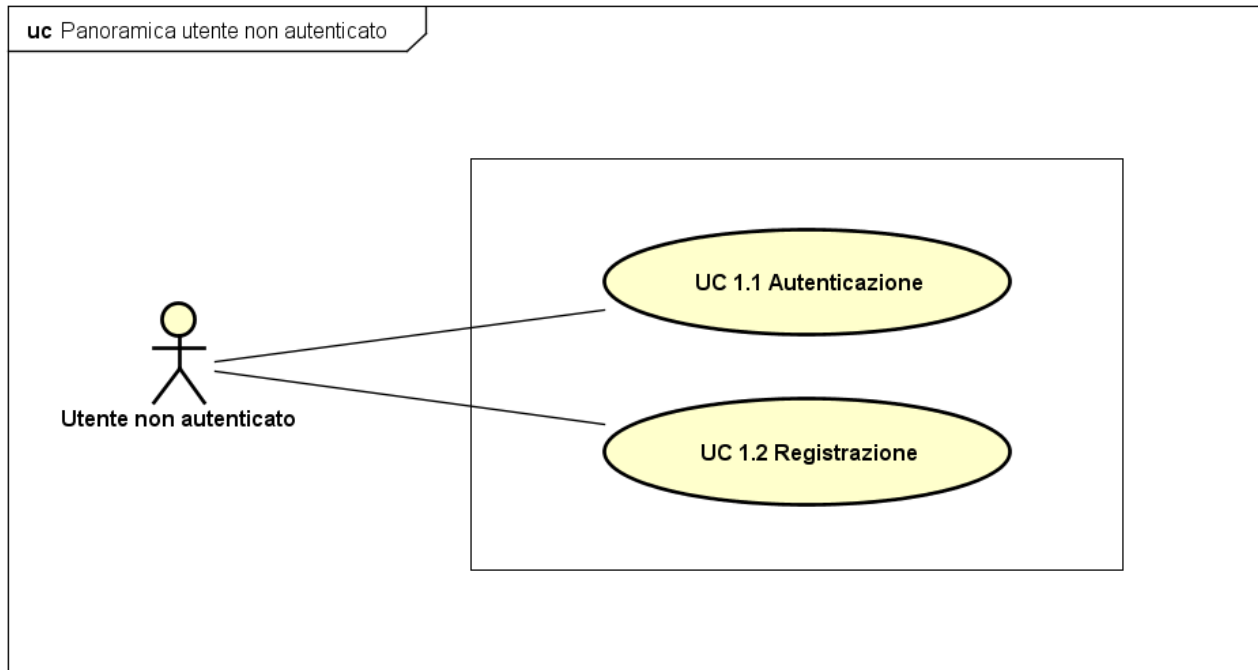 uc Panoramica utente non autenticato
UC 1.1 Autenticazione
Utente non autenticato
UC 1.2 Registrazione